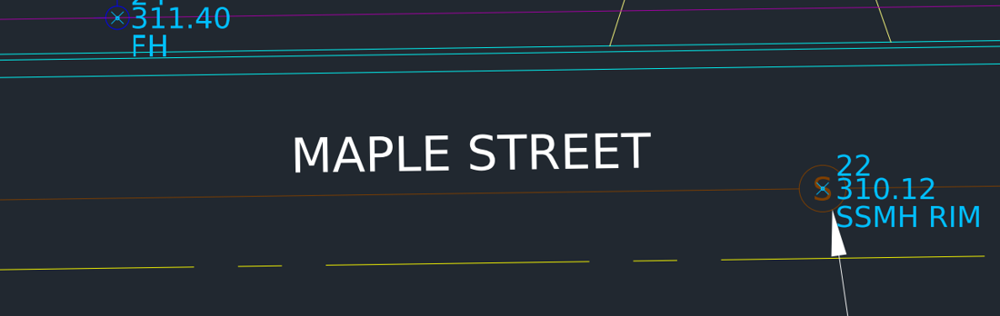 311.40
FH
MAPLE STREET
22
310.12
S
SSMH RIM